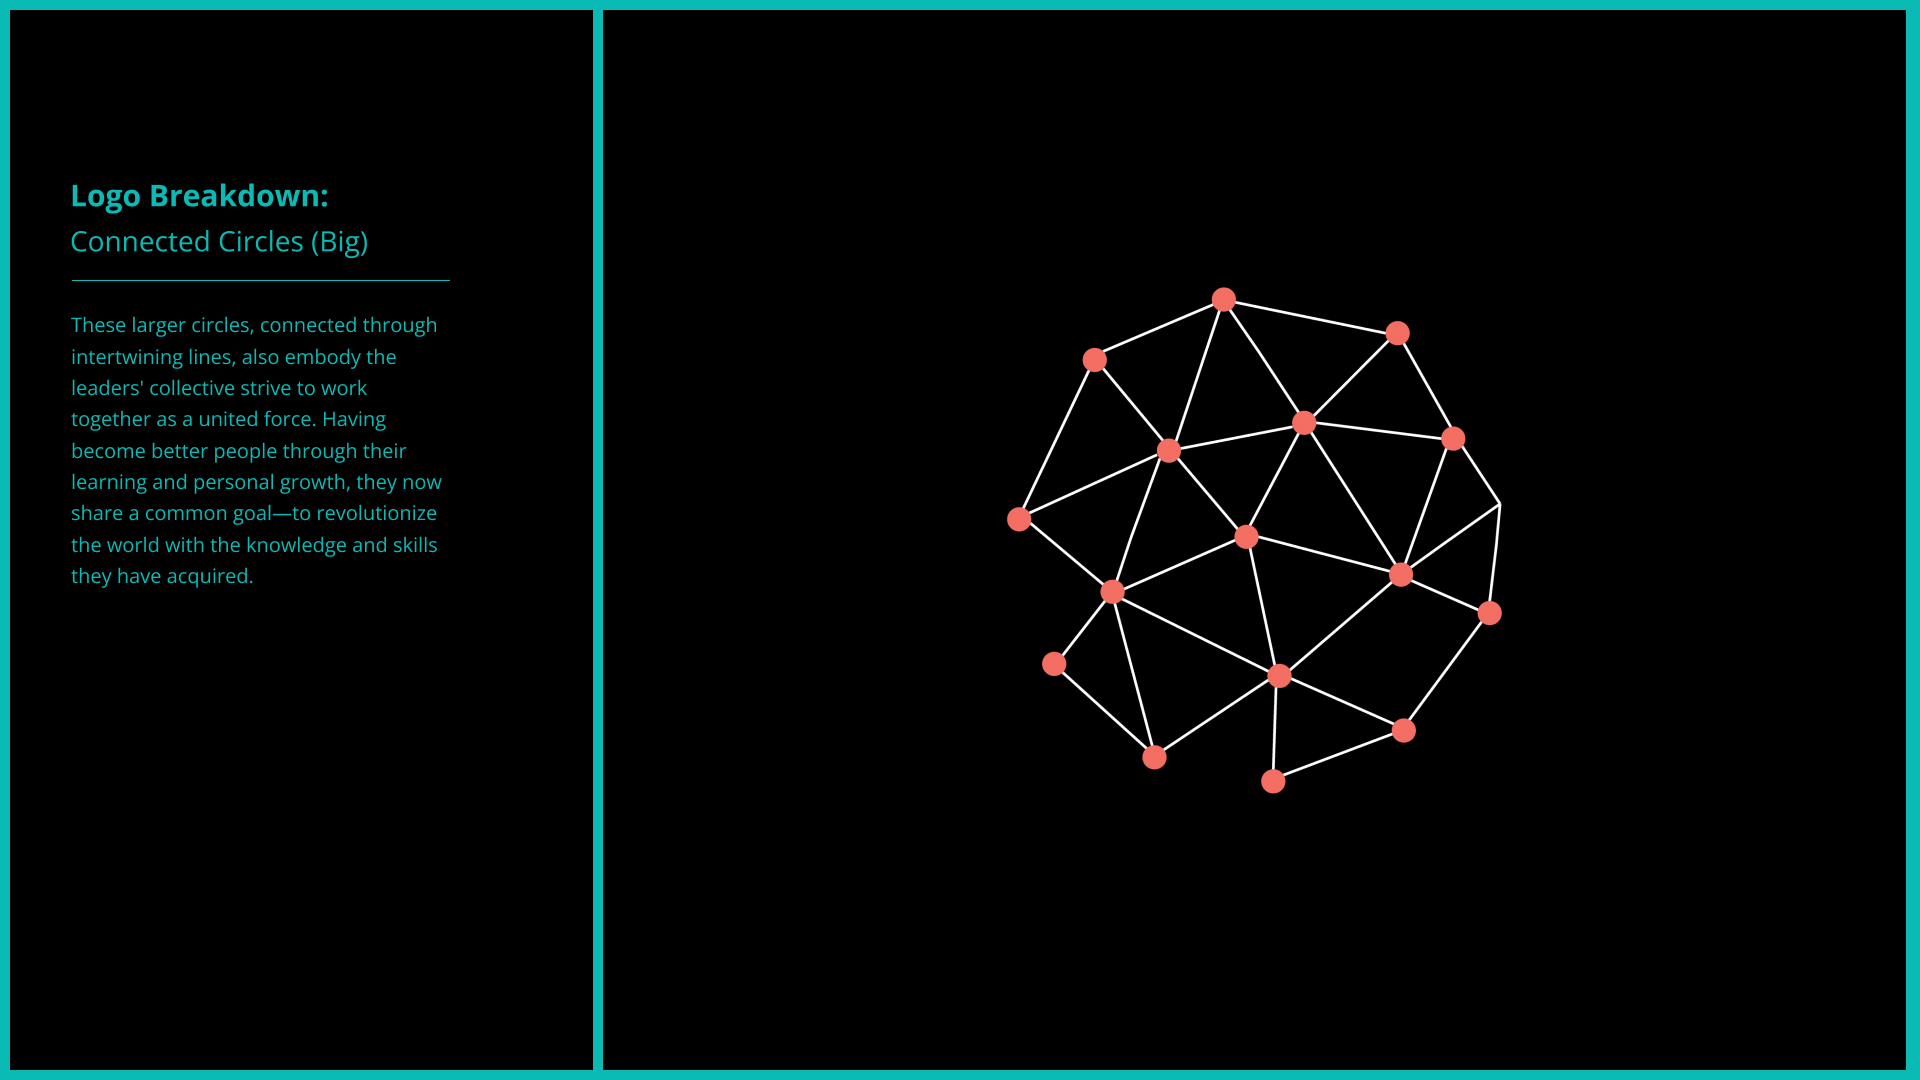 Logo Breakdown:
Connected Circles (Big)
These larger circles, connected through
intertwining lines, also embody the
leaders' collective strive to work
together as a united force. Having
become better people through their
learning and personal growth, they now
share a common goal—to revolutionize
the world with the knowledge and skills
they have acquired.